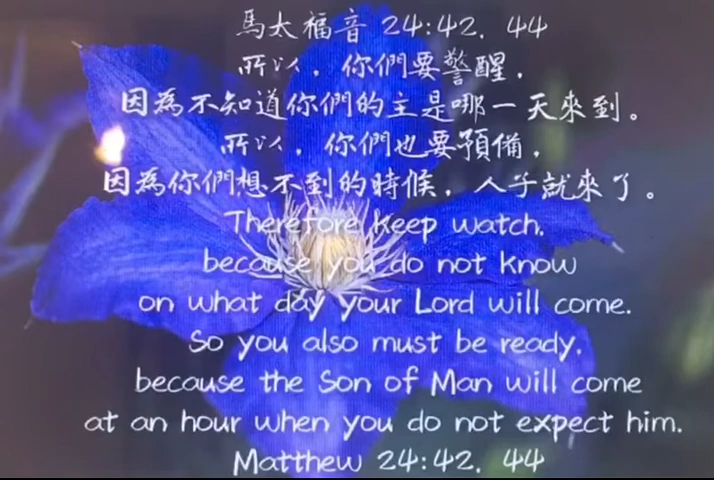 馬太福音 24:42, 44
所以，你們要警醒，
因為不知道你們的主是哪一天來到。
所以，你們也要預備，
因為你們想不到的時候，人子就來了。
Therefore keep watch,
because you do not know
on what day your Lord will come.
So you also must be ready,
because the Son of Man will come
at an hour when you do not expect him.
Matthew 24:42, 44